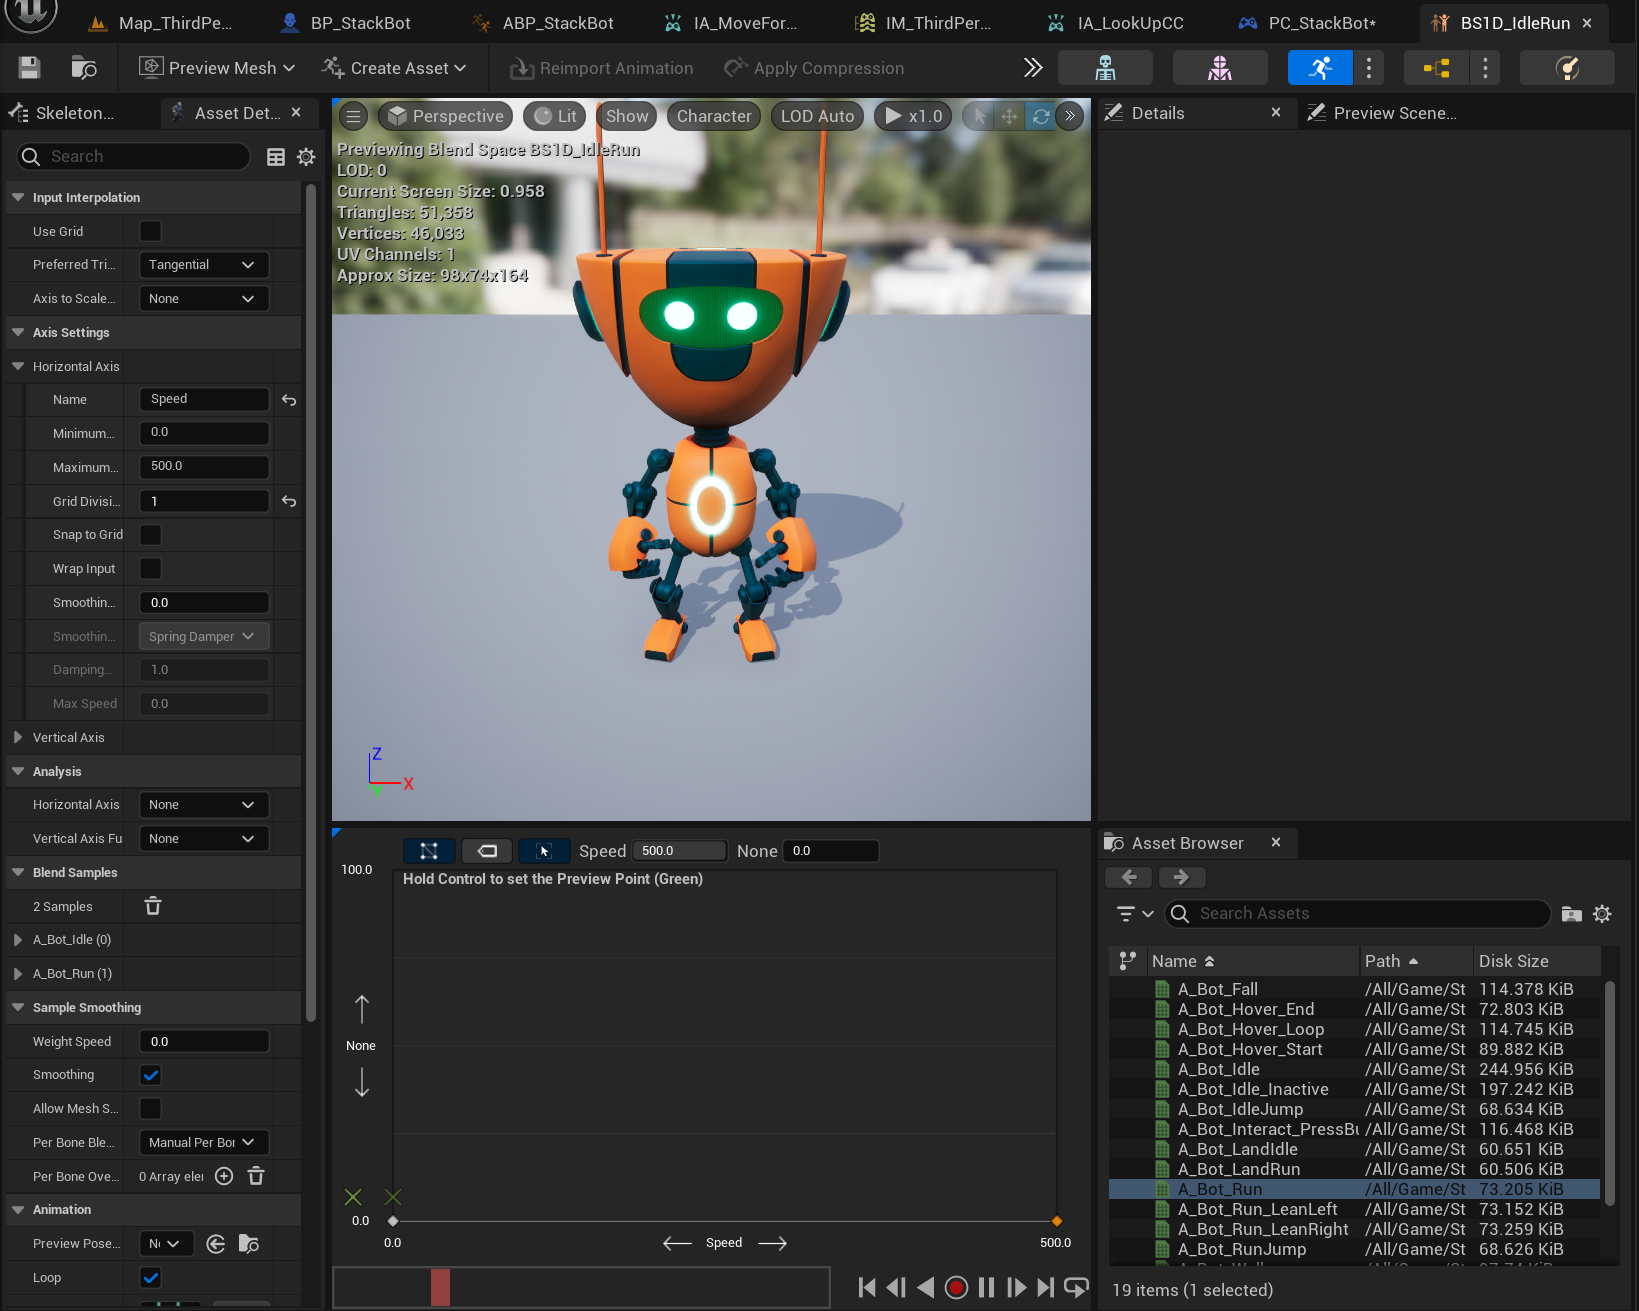 Map_ThirdPe...
BP_StackBot
ABP_StackBot
IA_MoveFor...
IM_ThirdPer...
IA_LookUpCC
PC_StackBot*
BS1D_IdleRun
Preview Mesh
Create Asset
Reimport Animation
Apply Compression
Skeleton...
Asset Det...
Search
Input Interpolation
Use Grid
Preferred Tri... Tangential
Axis to Scale... None
Axis Settings
Horizontal Axis
Name Speed
Minimum... 0.0
Maximum... 500.0
Grid Divisi... 1
Snap to Grid
Wrap Input
Smoothin... 0.0
Smoothin... Spring Damper
Damping... 1.0
Max Speed 0.0
Vertical Axis
Analysis
Horizontal Axis None
Vertical Axis Fu None
Blend Samples
2 Samples
A_Bot_Idle (0)
A_Bot_Run (1)
Sample Smoothing
Weight Speed 0.0
Smoothing
Allow Mesh S...
Per Bone Ble... Manual Per Bor
Per Bone Ove... 0 Array eler
Animation
Preview Pose...
Loop
Perspective
Lit
Show
Character
LOD Auto
x1.0
Previewing Blend Space BS1D_IdleRun
LOD: 0
Current Screen Size: 0.958
Triangles: 51,358
Vertices: 46,033
UV Channels: 1
Approx Size: 98x74x164
Z
X
Y
Speed 500.0 None 0.0
100.0
Hold Control to set the Preview Point (Green)
None
0.0
0.0
Speed
500.0
Details
Preview Scene...
Asset Browser
Search Assets
Name Path Disk Size
A_Bot_Fall /All/Game/St 114.378 KiB
A_Bot_Hover_End /All/Game/St 72.803 KiB
A_Bot_Hover_Loop /All/Game/St 114.745 KiB
A_Bot_Hover_Start /All/Game/St 89.882 KiB
A_Bot_Idle /All/Game/St 244.956 KiB
A_Bot_Idle_Inactive /All/Game/St 197.242 KiB
A_Bot_IdleJump /All/Game/St 68.634 KiB
A_Bot_Interact_PressBu /All/Game/St 116.468 KiB
A_Bot_LandIdle /All/Game/St 60.651 KiB
A_Bot_LandRun /All/Game/St 60.506 KiB
A_Bot_Run /All/Game/St 73.205 KiB
A_Bot_Run_LeanLeft /All/Game/St 73.152 KiB
A_Bot_Run_LeanRight /All/Game/St 73.259 KiB
A_Bot_RunJump /All/Game/St 68.626 KiB
19 items (1 selected)